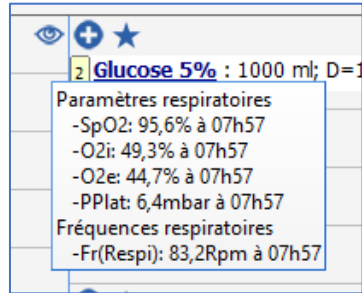 2 Glucose 5% : 1000 ml; D=1
Paramètres respiratoires
-SpO2: 95,6% à 07h57
-O2i: 49,3% à 07h57
-O2e: 44,7% à 07h57
-PPlat: 6,4mbar à 07h57
Fréquences respiratoires
-Fr(Respi): 83,2Rpm à 07h57